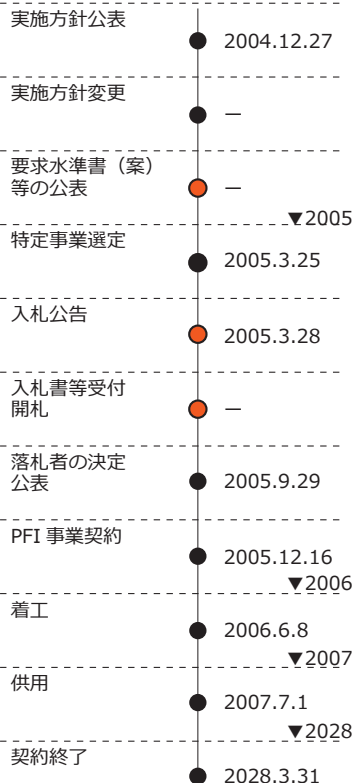 実施方針公表
2004.12.27
実施方針変更
－
要求水準書（案）
等の公表
－
▼2005
特定事業選定
2005.3.25
入札公告
2005.3.28
入札書等受付
開札
－
落札者の決定
公表
2005.9.29
PFI 事業契約
2005.12.16
▼2006
着工
2006.6.8
▼2007
供用
2007.7.1
▼2028
契約終了
2028.3.31